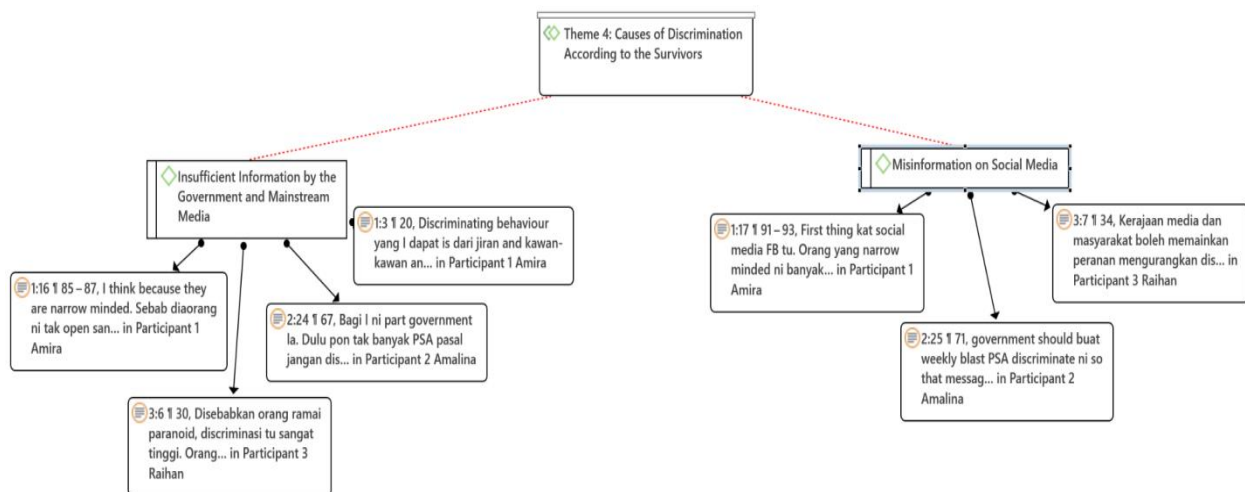 Theme 4: Causes of Discrimination
According to the Survivors
Insufficient Information by the
Government and Mainstream
Media
Misinformation on Social Media
1:3 ¶ 20, Discriminating behaviour
yang I dapat is dari jiran and kawan-
kawan an... in Participant 1 Amira
1:16 ¶ 85 – 87, I think because they
are narrow minded. Sebab diaorang
ni tak open san... in Participant 1
Amira
2:24 ¶ 67, Bagi I ni part government
la. Dulu pon tak banyak PSA pasal
jangan dis... in Participant 2 Amalina
3:6 ¶ 30, Disebabkan orang ramai
paranoid, discriminasi tu sangat
tinggi. Orang... in Participant 3
Raihan
1:17 ¶ 91 – 93, First thing kat social
media FB tu. Orang yang narrow
minded ni banyak... in Participant 1
Amira
3:7 ¶ 34, Kerajaan media dan
masyarakat boleh memainkan
peranan mengurangkan dis... in
Participant 3 Raihan
2:25 ¶ 71, government should buat
weekly blast PSA discriminate ni so
that messag... in Participant 2
Amalina